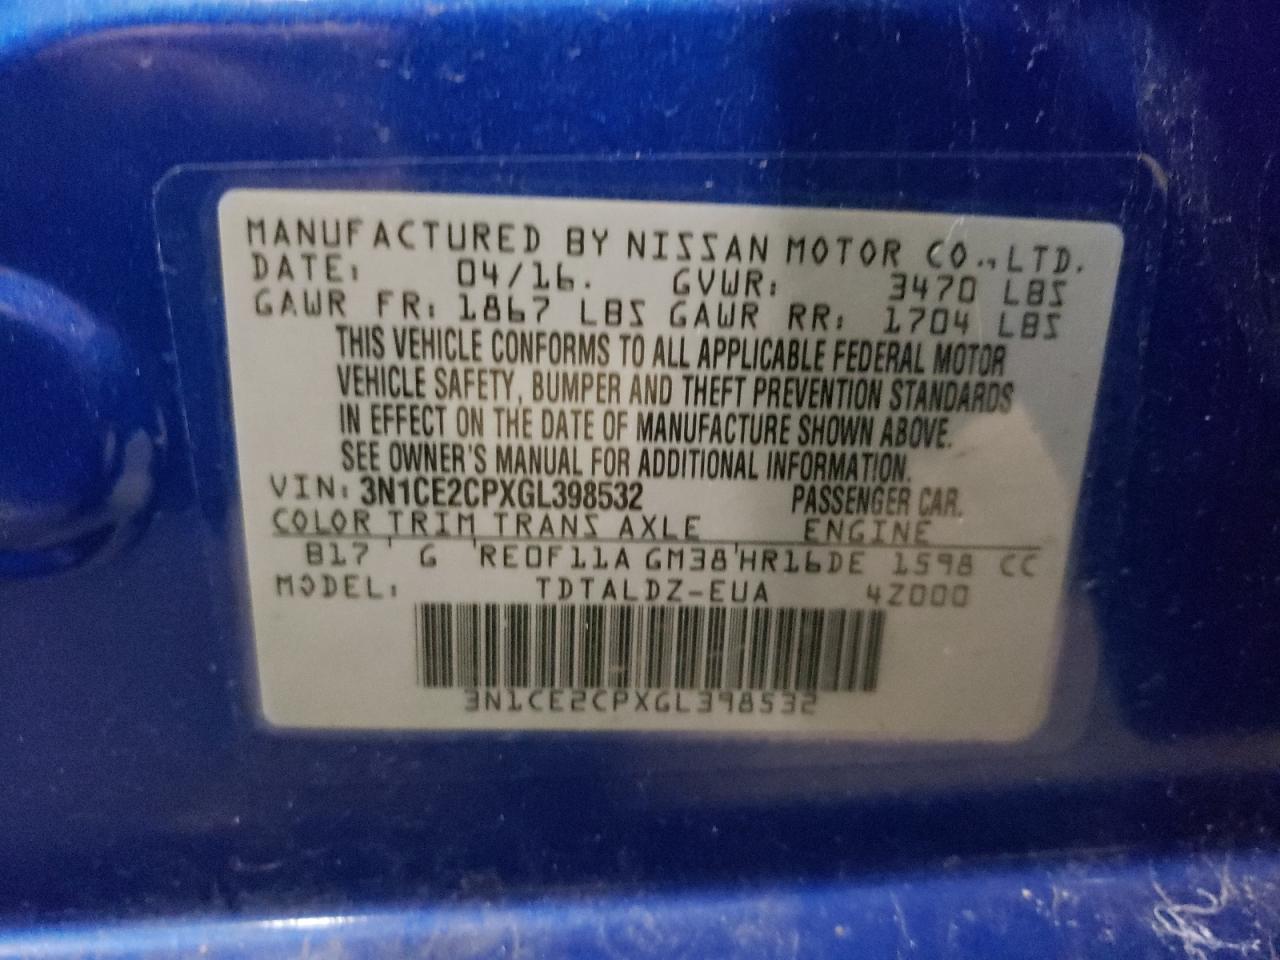 MANUFACTURED BY NISSAN MOTOR CO., LTD.
DATE: 04/16. GVWR: 3470 LBS
GAWR FR: 1867 LBS GAWR RR: 1704 LBS
THIS VEHICLE CONFORMS TO ALL APPLICABLE FEDERAL MOTOR
VEHICLE SAFETY, BUMPER AND THEFT PREVENTION STANDARDS
IN EFFECT ON THE DATE OF MANUFACTURE SHOWN ABOVE.
SEE OWNER'S MANUAL FOR ADDITIONAL INFORMATION.
VIN: 3N1CE2CPXGL398532 PASSENGER CAR.
COLOR TRIM TRANS AXLE ENGINE
B17 G RE0F11A GM38 HR16DE 1598 CC
MODEL: TDTALDZ-EUA 4Z000
3N1CE2CPXGL398532